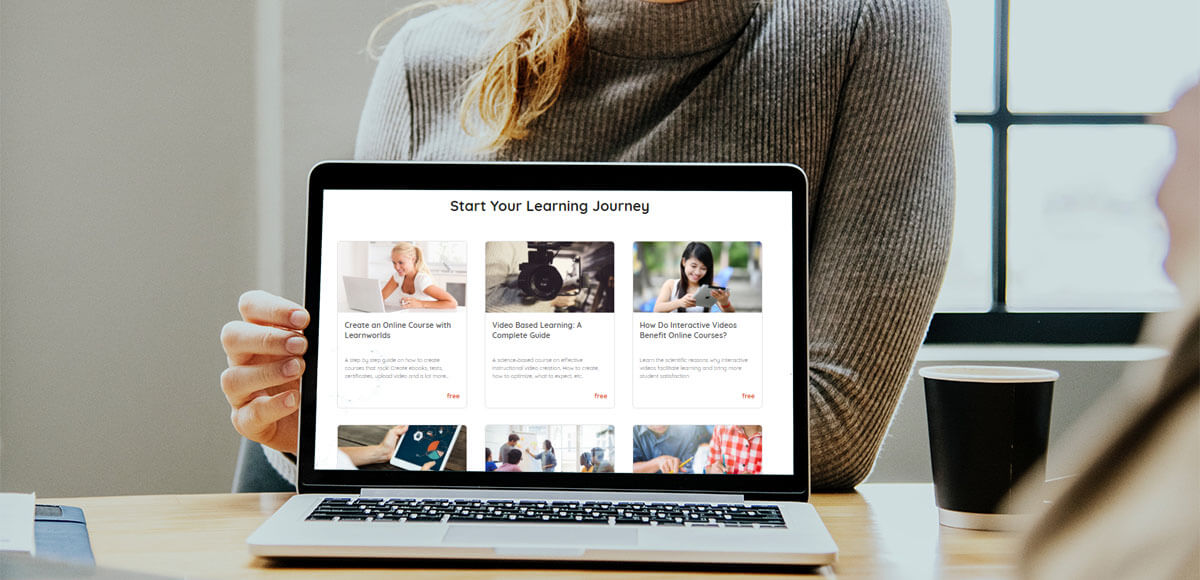 Start Your Learning Journey
Create an Online Course with
Learnworlds
A step by step guide on how to create
courses that rock! Create ebooks, tests,
certificates, upload video and a lot more...
free
Video Based Learning: A
Complete Guide
A science-based course on effective
instructional video creation. How to create,
how to optimize, what to expect, etc.
free
How Do Interactive Videos
Benefit Online Courses?
Learn the scientific reasons why interactive
videos facilitate learning and bring more
student satisfaction
free